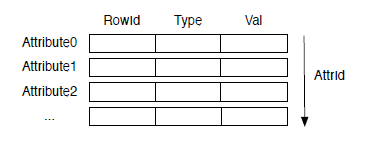 RowId Type Val
Attribute0
Attribute1
Attribute2
...
AttrId